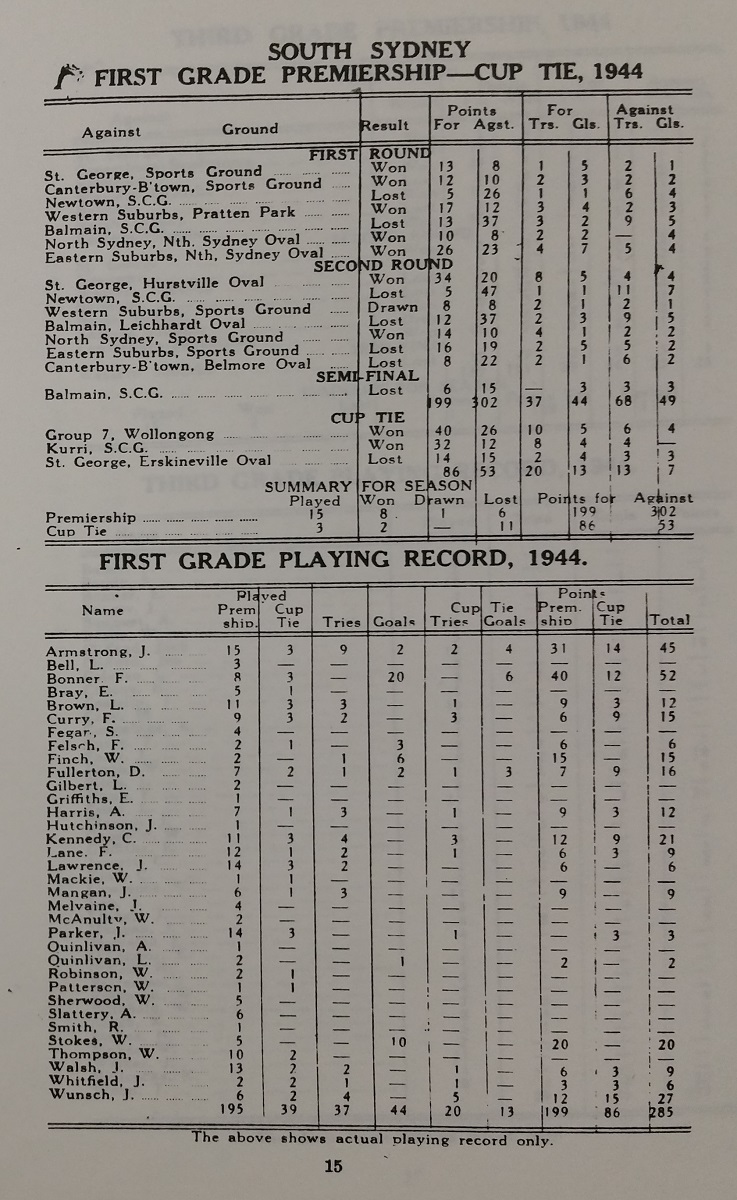 SOUTH SYDNEY
FIRST GRADE PREMIERSHIP—CUP TIE, 1944
Points For Against
Against Ground Result For Agst. Trs. Gls. Trs. Gls.
FIRST ROUND
St. George, Sports Ground Won 13 8 1 5 2 1
Canterbury-B'town, Sports Ground Won 12 10 2 3 2 2
Newtown, S.C.G. Lost 5 26 1 1 6 4
Western Suburbs, Pratten Park Won 17 12 3 4 2 3
Balmain, S.C.G. Lost 13 37 3 2 9 5
North Sydney, Nth. Sydney Oval Won 10 8 2 2 — 4
Eastern Suburbs, Nth, Sydney Oval Won 26 23 4 7 5 4
SECOND ROUND
St. George, Hurstville Oval Won 34 20 8 5 4 4
Newtown, S.C.G. Lost 5 47 1 1 11 7
Western Suburbs, Sports Ground Drawn 8 8 2 1 2 1
Balmain, Leichhardt Oval Lost 12 37 2 3 9 5
North Sydney, Sports Ground Won 14 10 4 1 2 2
Eastern Suburbs, Sports Ground Lost 16 19 2 5 5 2
Canterbury-B'town, Belmore Oval Lost 8 22 2 1 6 2
SEMI-FINAL
Balmain, S.C.G. Lost 6 15 — 3 3 3
199 302 37 44 68 49
CUP TIE
Group 7, Wollongong Won 40 26 10 5 6 4
Kurri, S.C.G. Won 32 12 8 4 4 —
St. George, Erskineville Oval Lost 14 15 2 4 3 3
86 53 20 13 13 7
SUMMARY FOR SEASON
Played Won Drawn Lost Points for Against
Premiership 15 8 1 6 199 302
Cup Tie 3 2 — 11 86 53
FIRST GRADE PLAYING RECORD, 1944.
Played Points
Name Prem Cup Cup Tie Prem. Cup
ship. Tie Tries Goals Tries Goals ship Tie Total
Armstrong, J. 15 3 9 2 2 4 31 14 45
Bell, L. 3 — — — — — — — —
Bonner F. 8 3 — 20 — 6 40 12 52
Bray, E. 5 1 — — — — — — —
Brown, L. 11 3 3 — 1 — 9 3 12
Curry, F. 9 3 2 — 3 — 6 9 15
Fegar, S. 4 — — — — — — — —
Felsch, F. 2 1 — 3 — — 6 — 6
Finch, W. 2 — 1 6 — — 15 — 15
Fullerton, D. 7 2 1 2 1 3 7 9 16
Gilbert, L. 2 — — — — — — — —
Griffiths, E. 1 — — — — — — — —
Harris, A. 7 1 3 — 1 — 9 3 12
Hutchinson, J. 1 — — — — — — — —
Kennedy, C. 11 3 4 — 3 — 12 9 21
Lane. F. 12 1 2 — 1 — 6 3 9
Lawrence, J. 14 3 2 — — — 6 — 6
Mackie, W. 1 1 — — — — — — —
Mangan, J. 6 1 3 — — — 9 — 9
Melvaine, J. 4 — — — — — — — —
McAnulty, W. 2 — — — — — — — —
Parker, J. 14 3 — — 1 — — 3 3
Quinlivan, A. 1 — — — — — — — —
Quinlivan, L. 2 — — 1 — — 2 — 2
Robinson, W. 2 1 — — — — — — —
Patterson, W. 1 1 — — — — — — —
Sherwood, W. 5 — — — — — — — —
Slattery, A. 6 — — — — — — — —
Smith, R. 1 — — — — — — — —
Stokes, W. 5 — — 10 — — 20 — 20
Thompson, W. 10 2 — — — — — — —
Walsh, J. 13 2 2 — 1 — 6 3 9
Whitfield, J. 2 2 1 — 1 — 3 3 6
Wunsch, J. 6 2 4 — 5 — 12 15 27
195 39 37 44 20 13 199 86 285
The above shows actual playing record only.
15